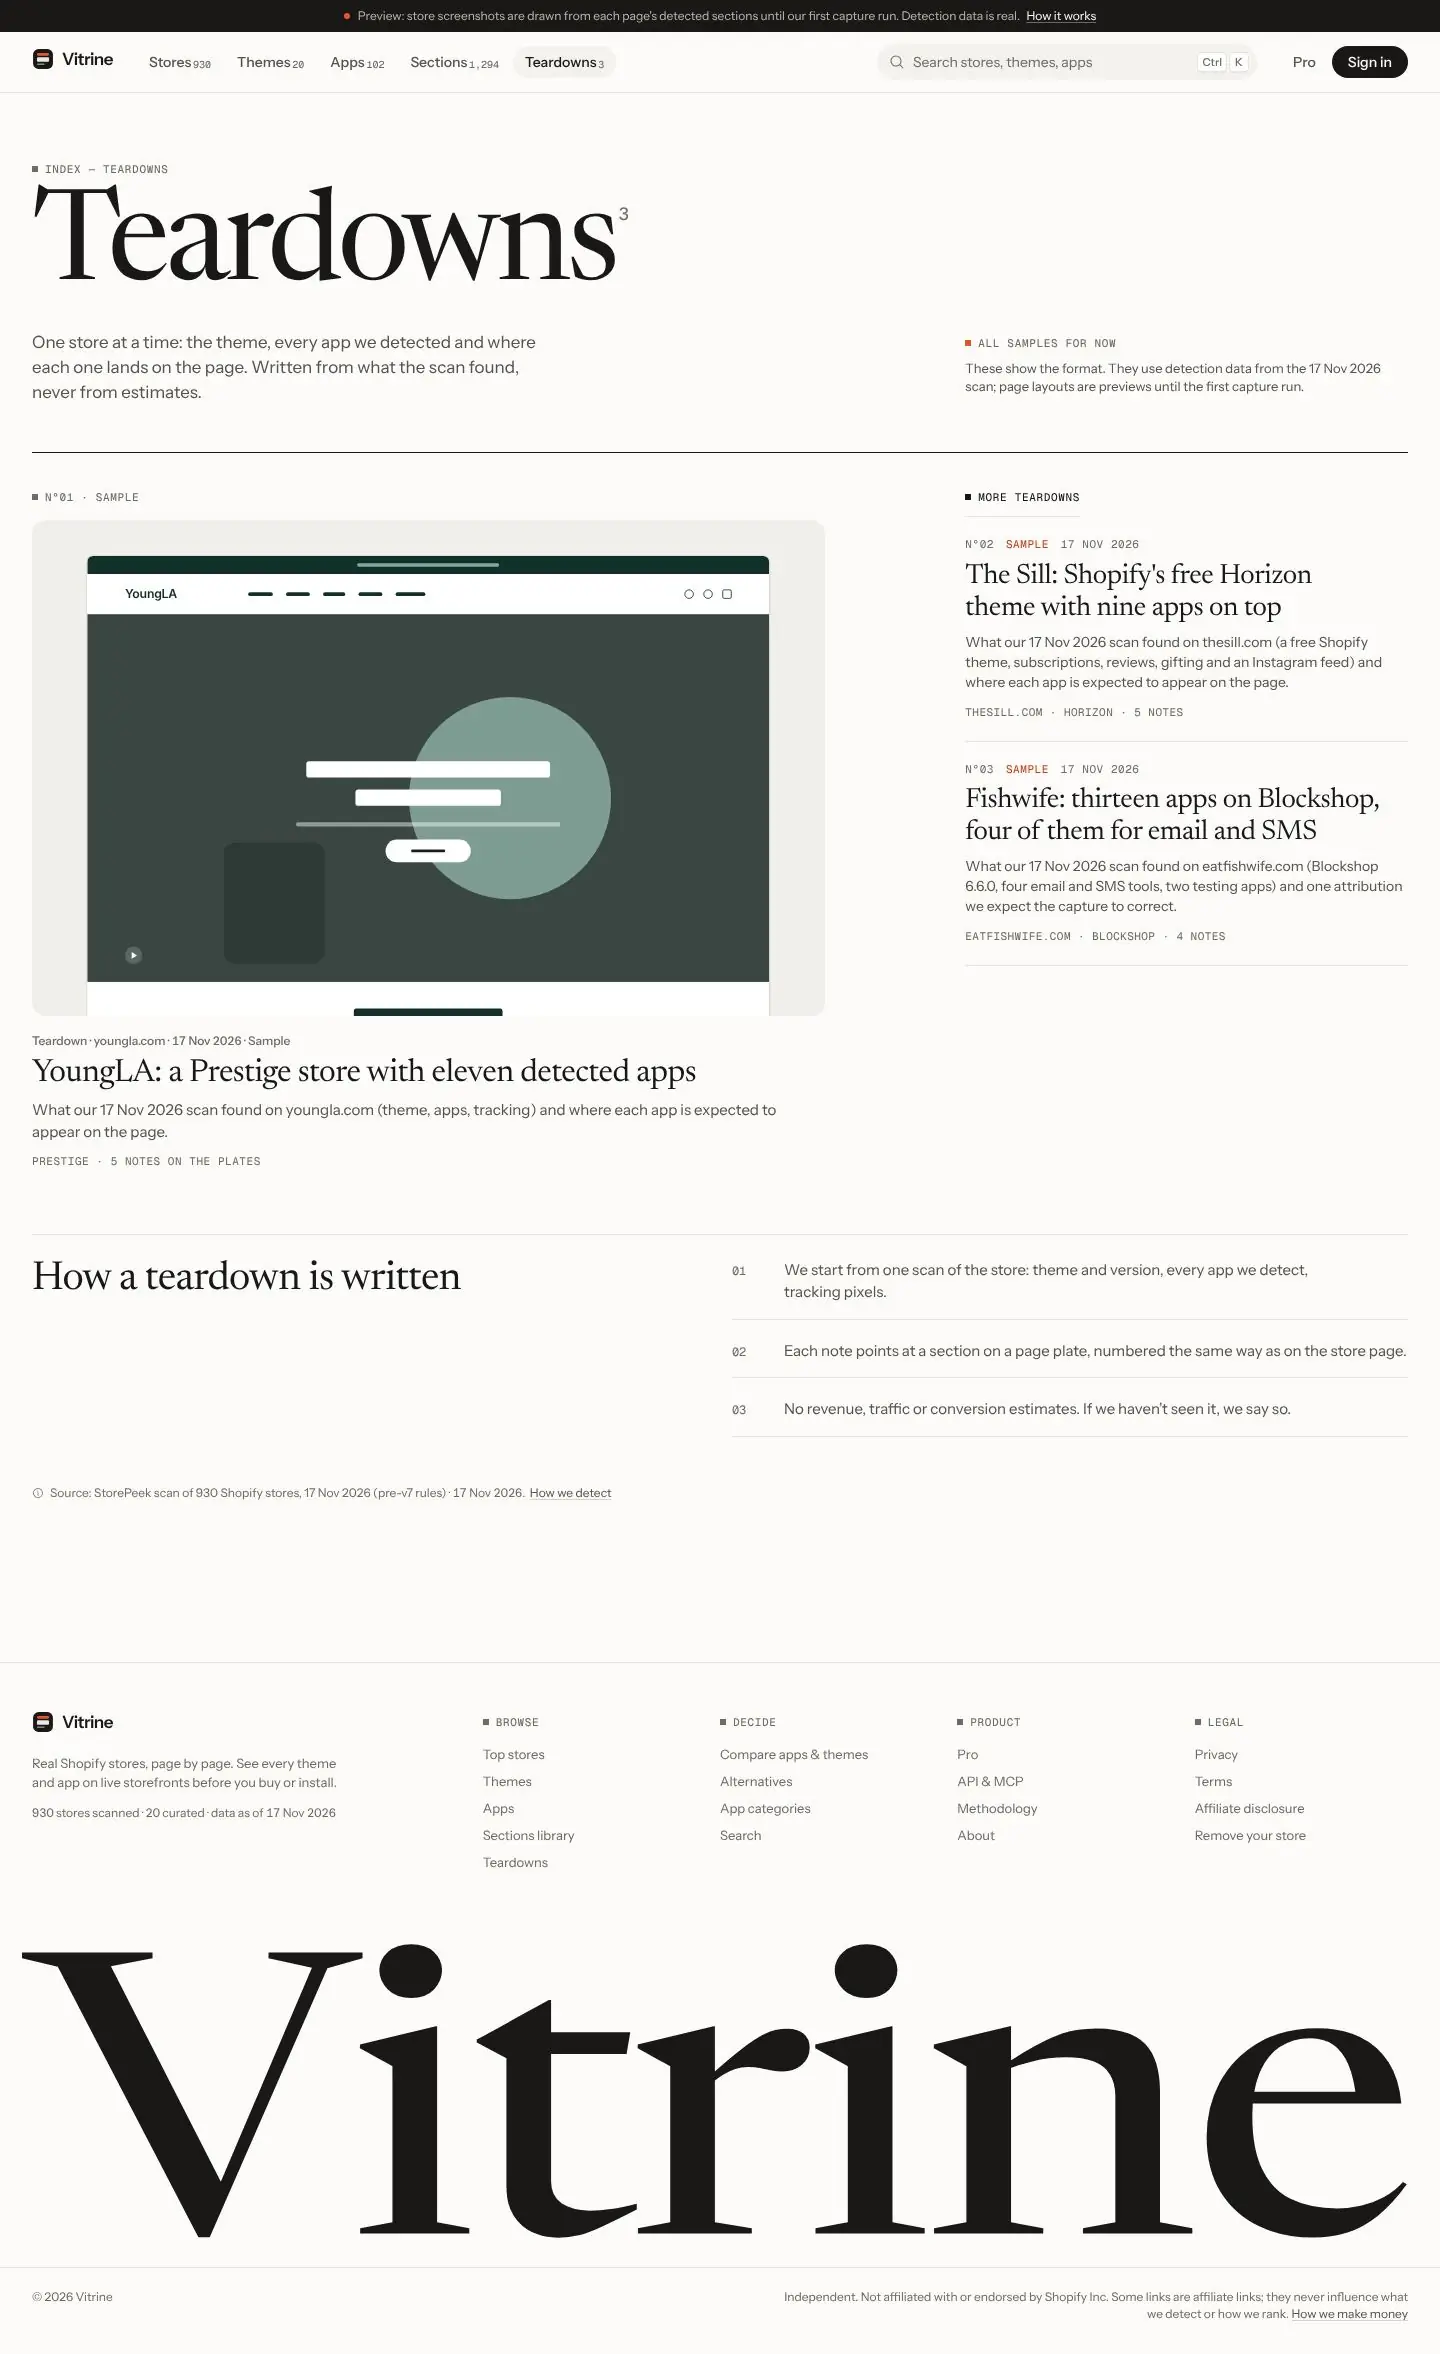 Preview: store screenshots are drawn from each page's detected sections until our first capture run. Detection data is real. How it works
Vitrine
Stores 930
Themes 20
Apps 102
Sections 1,294
Teardowns 3
Search stores, themes, apps
Ctrl K
Pro
Sign in
INDEX — TEARDOWNS
Teardowns 3
One store at a time: the theme, every app we detected and where
each one lands on the page. Written from what the scan found,
never from estimates.
ALL SAMPLES FOR NOW
These show the format. They use detection data from the 17 Nov 2026
scan; page layouts are previews until the first capture run.
Nº01 · SAMPLE
YoungLA
Teardown · youngla.com · 17 Nov 2026 · Sample
YoungLA: a Prestige store with eleven detected apps
What our 17 Nov 2026 scan found on youngla.com (theme, apps, tracking) and where each app is expected to
appear on the page.
PRESTIGE · 5 NOTES ON THE PLATES
MORE TEARDOWNS
Nº02 SAMPLE 17 NOV 2026
The Sill: Shopify's free Horizon
theme with nine apps on top
What our 17 Nov 2026 scan found on thesill.com (a free Shopify
theme, subscriptions, reviews, gifting and an Instagram feed) and
where each app is expected to appear on the page.
THESILL.COM · HORIZON · 5 NOTES
Nº03 SAMPLE 17 NOV 2026
Fishwife: thirteen apps on Blockshop,
four of them for email and SMS
What our 17 Nov 2026 scan found on eatfishwife.com (Blockshop
6.6.0, four email and SMS tools, two testing apps) and one attribution
we expect the capture to correct.
EATFISHWIFE.COM · BLOCKSHOP · 4 NOTES
How a teardown is written
01 We start from one scan of the store: theme and version, every app we detect,
tracking pixels.
02 Each note points at a section on a page plate, numbered the same way as on the store page.
03 No revenue, traffic or conversion estimates. If we haven't seen it, we say so.
Source: StorePeek scan of 930 Shopify stores, 17 Nov 2026 (pre-v7 rules) · 17 Nov 2026. How we detect
Vitrine
Real Shopify stores, page by page. See every theme
and app on live storefronts before you buy or install.
930 stores scanned · 20 curated · data as of 17 Nov 2026
BROWSE
Top stores
Themes
Apps
Sections library
Teardowns
DECIDE
Compare apps & themes
Alternatives
App categories
Search
PRODUCT
Pro
API & MCP
Methodology
About
LEGAL
Privacy
Terms
Affiliate disclosure
Remove your store
Vitrine
© 2026 Vitrine
Independent. Not affiliated with or endorsed by Shopify Inc. Some links are affiliate links; they never influence what
we detect or how we rank. How we make money